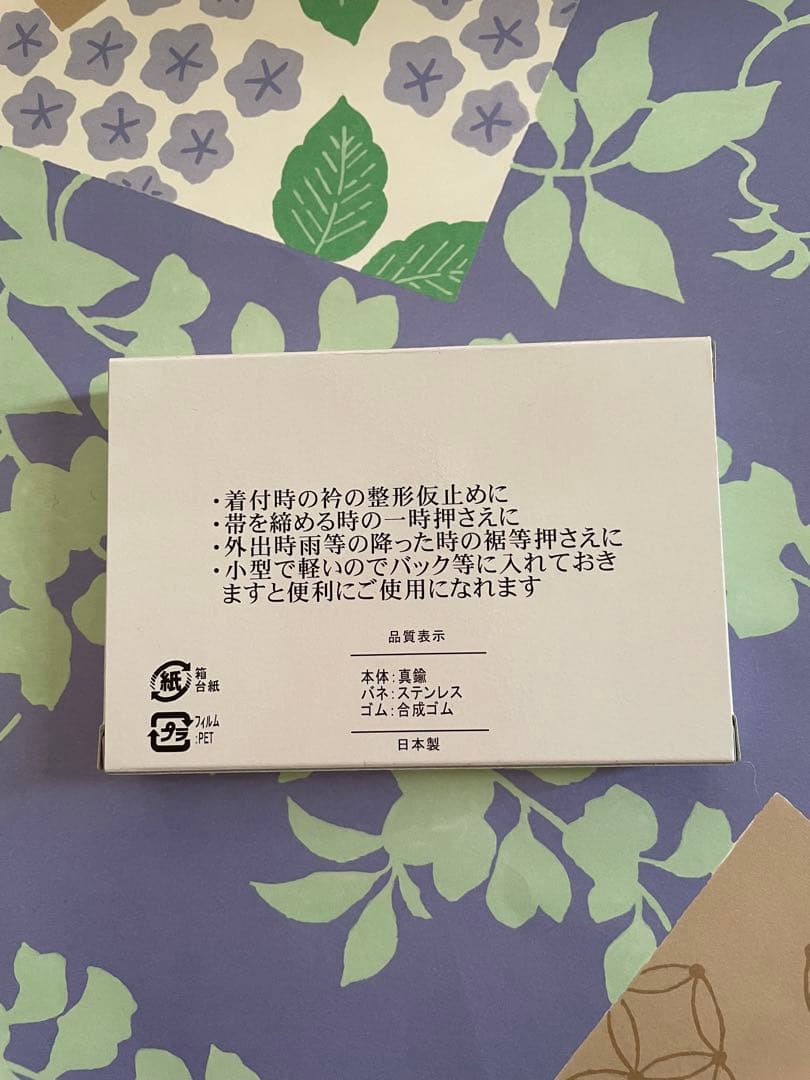 ・着付時の衿の整形仮止めに
・帯を締める時の一時押さえに
・外出時雨等の降った時の裾等押さえに
・小型で軽いのでバック等に入れておき
ますと便利にご使用になれます
品質表示
本体:真鍮
バネ:ステンレス
ゴム:合成ゴム
日本製
紙
箱
台紙
プラ
フィルム
:PET